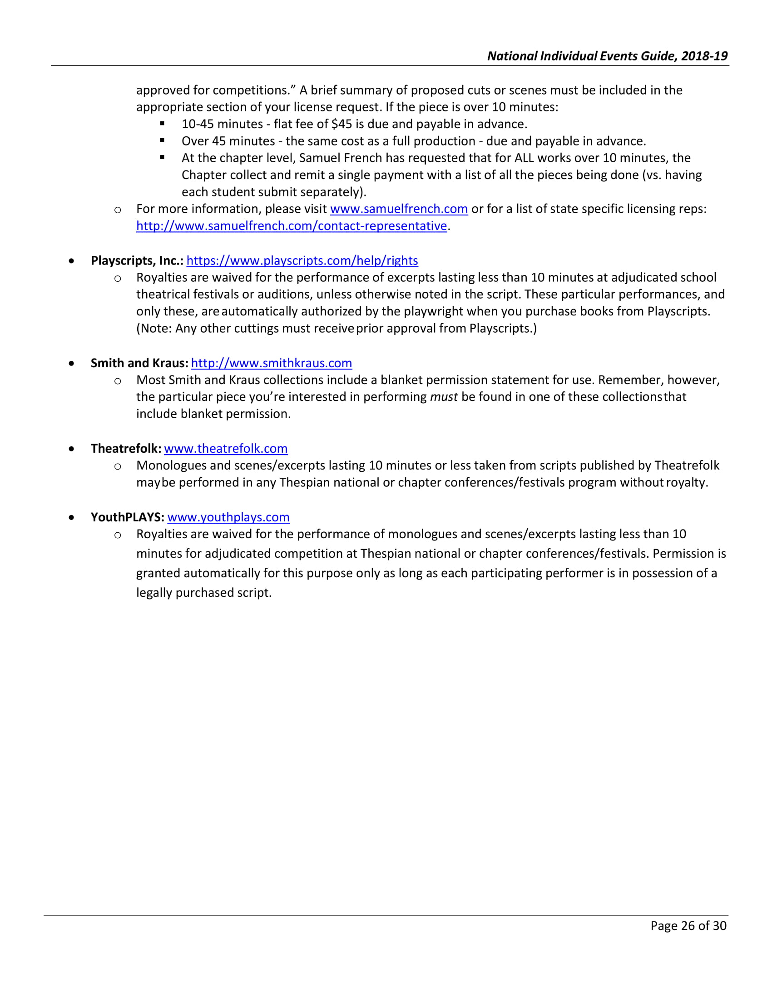 National Individual Events Guide, 2018-19
approved for competitions.” A brief summary of proposed cuts or scenes must be included in the
appropriate section of your license request. If the piece is over 10 minutes:
▪ 10-45 minutes - flat fee of $45 is due and payable in advance.
▪ Over 45 minutes - the same cost as a full production - due and payable in advance.
▪ At the chapter level, Samuel French has requested that for ALL works over 10 minutes, the
Chapter collect and remit a single payment with a list of all the pieces being done (vs. having
each student submit separately).
o For more information, please visit www.samuelfrench.com or for a list of state specific licensing reps:
http://www.samuelfrench.com/contact-representative.
• Playscripts, Inc.: https://www.playscripts.com/help/rights
o Royalties are waived for the performance of excerpts lasting less than 10 minutes at adjudicated school
theatrical festivals or auditions, unless otherwise noted in the script. These particular performances, and
only these, are automatically authorized by the playwright when you purchase books from Playscripts.
(Note: Any other cuttings must receive prior approval from Playscripts.)
• Smith and Kraus: http://www.smithkraus.com
o Most Smith and Kraus collections include a blanket permission statement for use. Remember, however,
the particular piece you’re interested in performing must be found in one of these collections that
include blanket permission.
• Theatrefolk: www.theatrefolk.com
o Monologues and scenes/excerpts lasting 10 minutes or less taken from scripts published by Theatrefolk
may be performed in any Thespian national or chapter conferences/festivals program without royalty.
• YouthPLAYS: www.youthplays.com
o Royalties are waived for the performance of monologues and scenes/excerpts lasting less than 10
minutes for adjudicated competition at Thespian national or chapter conferences/festivals. Permission is
granted automatically for this purpose only as long as each participating performer is in possession of a
legally purchased script.
Page 26 of 30